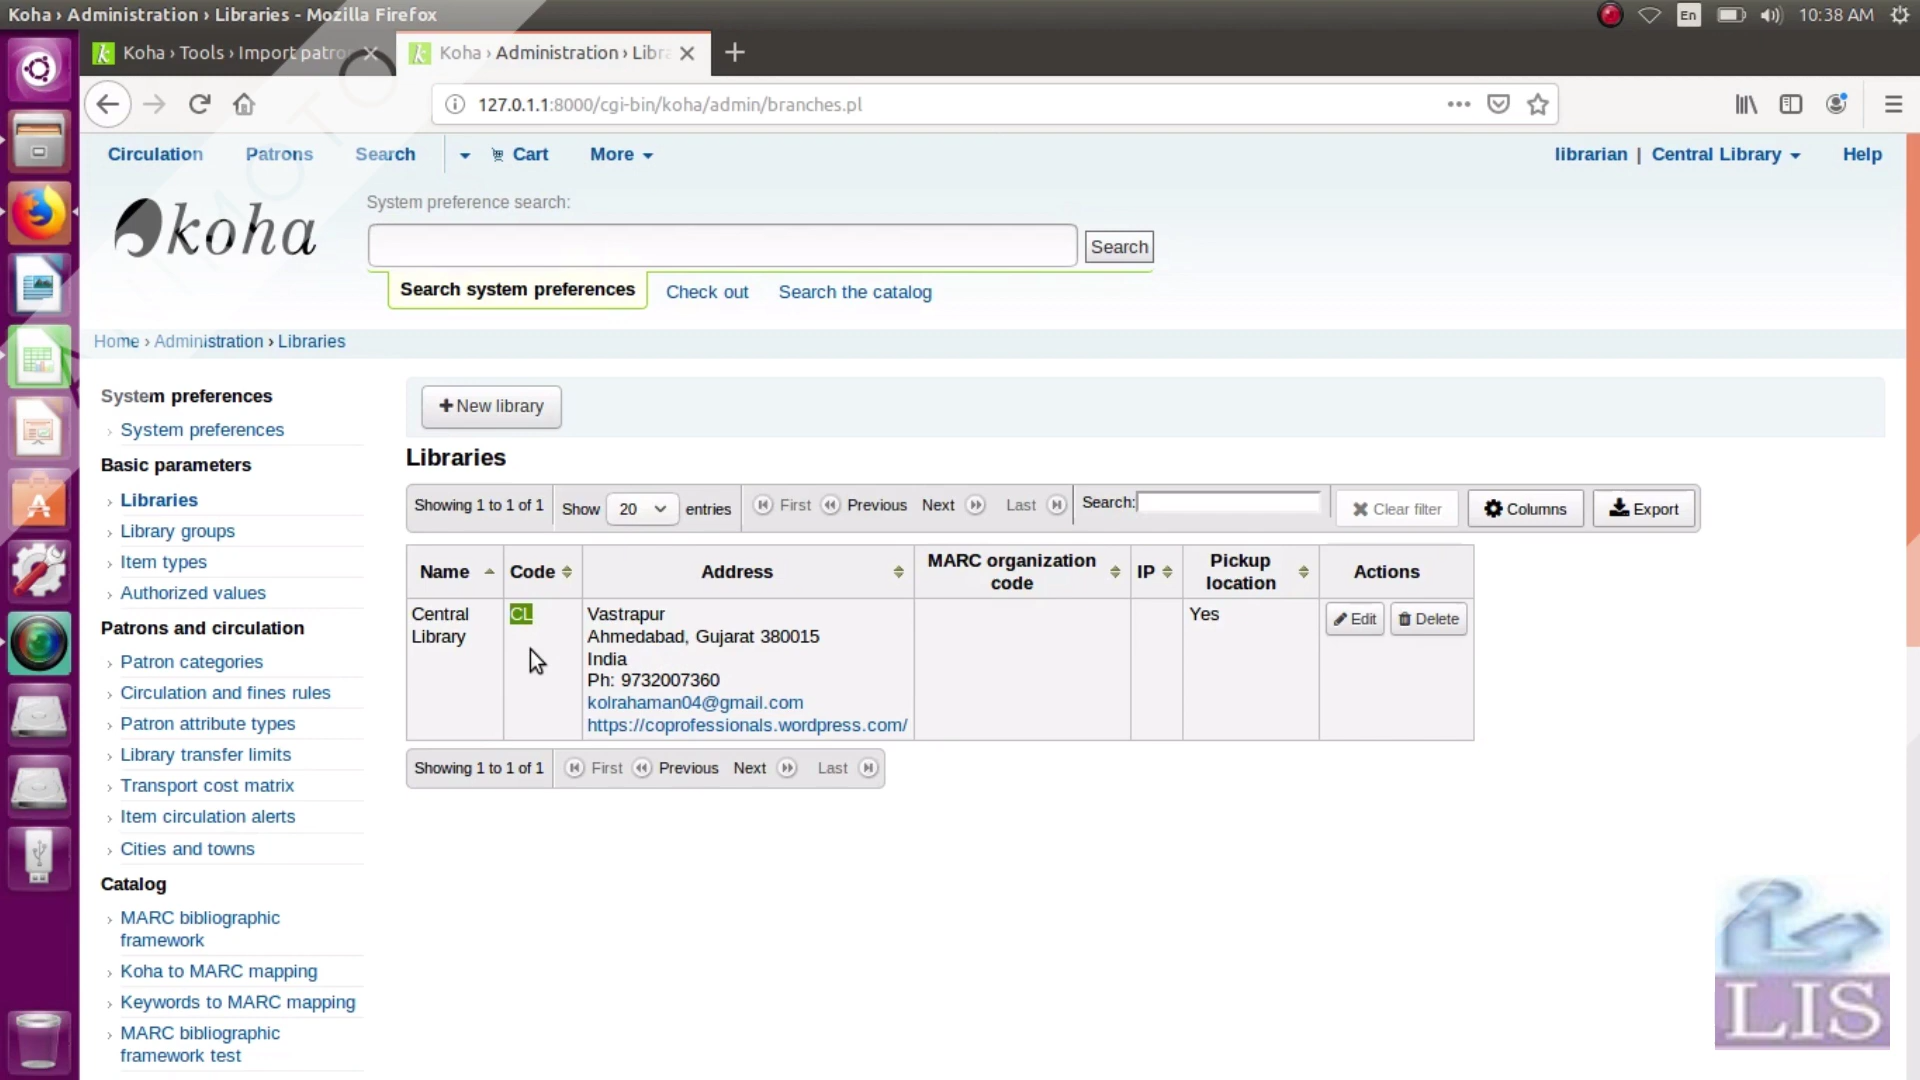 Koha › Administration › Libraries - Mozilla Firefox
En
10:38 AM
Koha › Tools › Import patro
Koha › Administration › Libra
127.0.1.1:8000/cgi-bin/koha/admin/branches.pl
Circulation
Patrons
Search
Cart
More
librarian | Central Library
Help
koha
System preference search:
Search
Search system preferences
Check out
Search the catalog
Home › Administration › Libraries
System preferences
System preferences
Basic parameters
Libraries
Library groups
Item types
Authorized values
Patrons and circulation
Patron categories
Circulation and fines rules
Patron attribute types
Library transfer limits
Transport cost matrix
Item circulation alerts
Cities and towns
Catalog
MARC bibliographic
framework
Koha to MARC mapping
Keywords to MARC mapping
MARC bibliographic
framework test
New library
Libraries
Showing 1 to 1 of 1
Show 20 entries
First Previous Next Last
Search:
Clear filter
Columns
Export
Name Code Address MARC organization code IP Pickup location Actions
Central
Library
CL
Vastrapur
Ahmedabad, Gujarat 380015
India
Ph: 9732007360
kolrahaman04@gmail.com
https://coprofessionals.wordpress.com/
Yes
Edit
Delete
Showing 1 to 1 of 1
First Previous Next Last
LIS